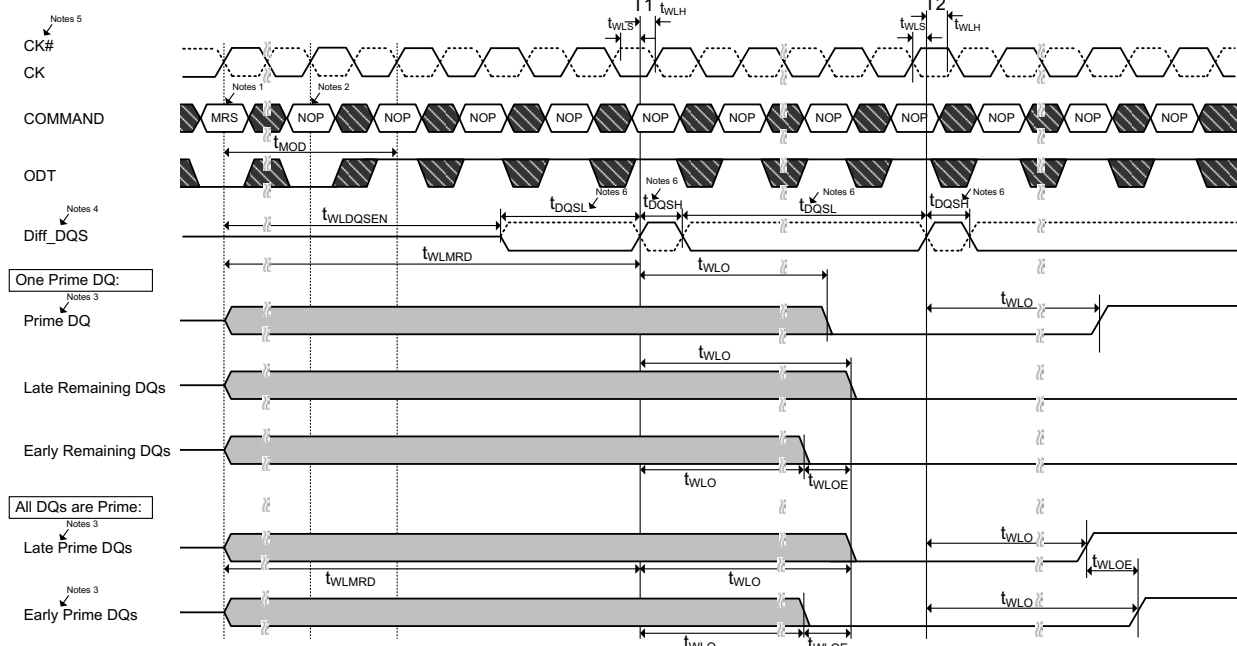 T1 T2
Notes 5
tWLS tWLH tWLS tWLH
CK#
CK
Notes 1 Notes 2
COMMAND MRS NOP NOP NOP NOP NOP NOP NOP NOP NOP NOP NOP
tMOD
ODT
Notes 6 Notes 6 Notes 6 Notes 6
tWLDQSEN tDQSL tDQSH tDQSL tDQSH
Notes 4
Diff_DQS
tWLMRD
One Prime DQ:
tWLO
Notes 3
tWLO
Prime DQ
tWLO
Late Remaining DQs
Early Remaining DQs
tWLO tWLOE
All DQs are Prime:
Notes 3
tWLO
Late Prime DQs
tWLOE
tWLMRD tWLO
Notes 3
tWLO
Early Prime DQs
tWLO tWLOE